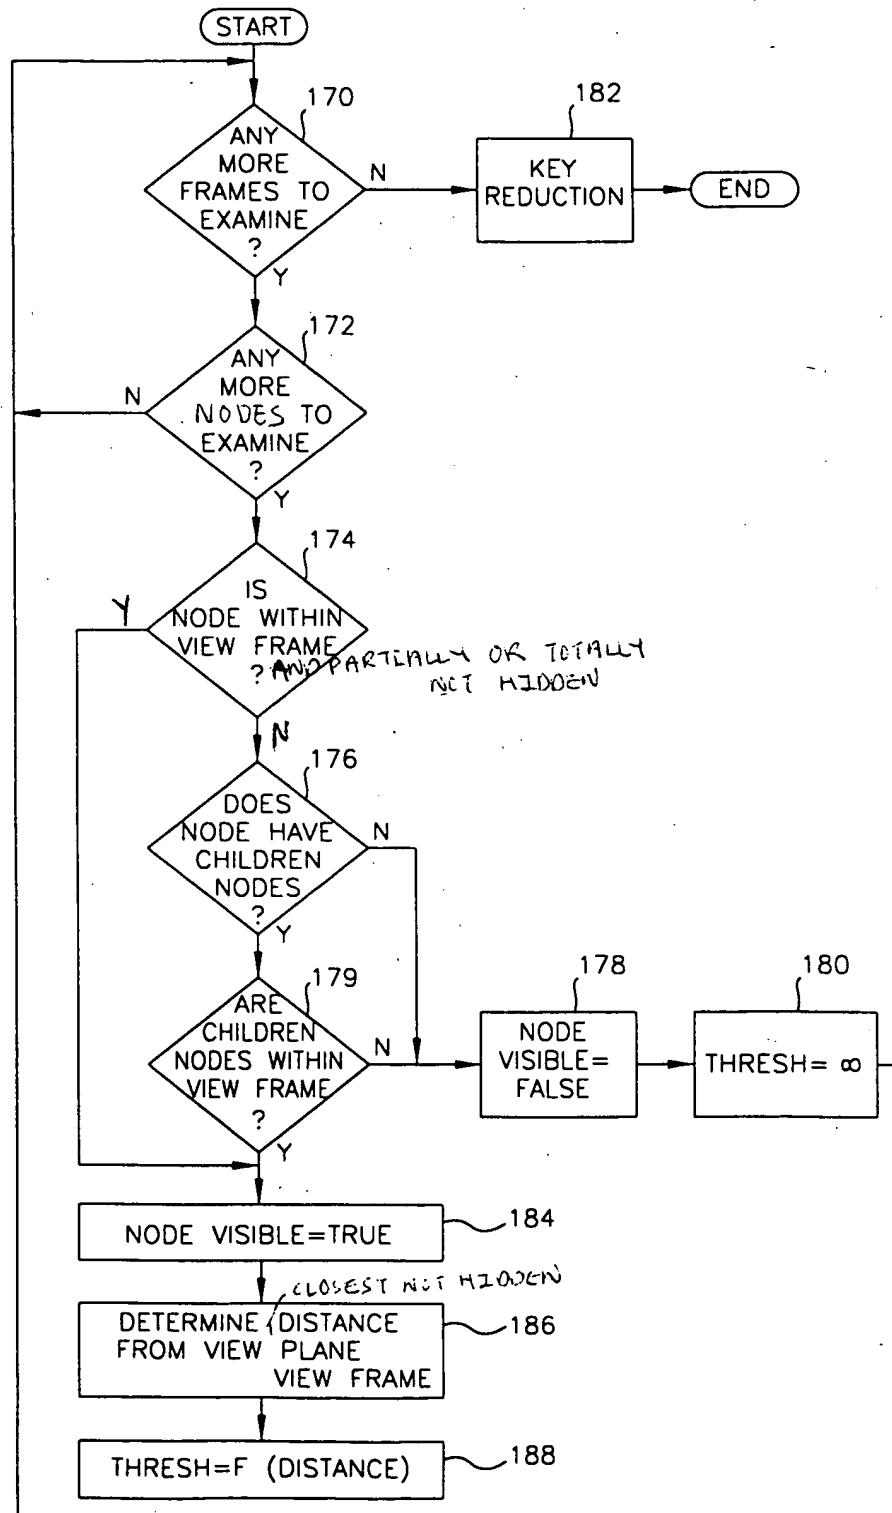 START
170
ANY
MORE
FRAMES TO
EXAMINE
?
N
Y
182
KEY
REDUCTION
END
172
ANY
MORE
NODES TO
EXAMINE
?
N
Y
174
IS
NODE WITHIN
VIEW FRAME
? AND PARTIALLY OR TOTALLY
NOT HIDDEN
Y
N
176
DOES
NODE HAVE
CHILDREN
NODES
?
N
Y
179
ARE
CHILDREN
NODES WITHIN
VIEW FRAME
?
N
Y
178
NODE
VISIBLE=
FALSE
180
THRESH= ∞
NODE VISIBLE=TRUE
184
CLOSEST NOT HIDDEN
DETERMINE DISTANCE
FROM VIEW PLANE
VIEW FRAME
186
THRESH=F (DISTANCE)
188